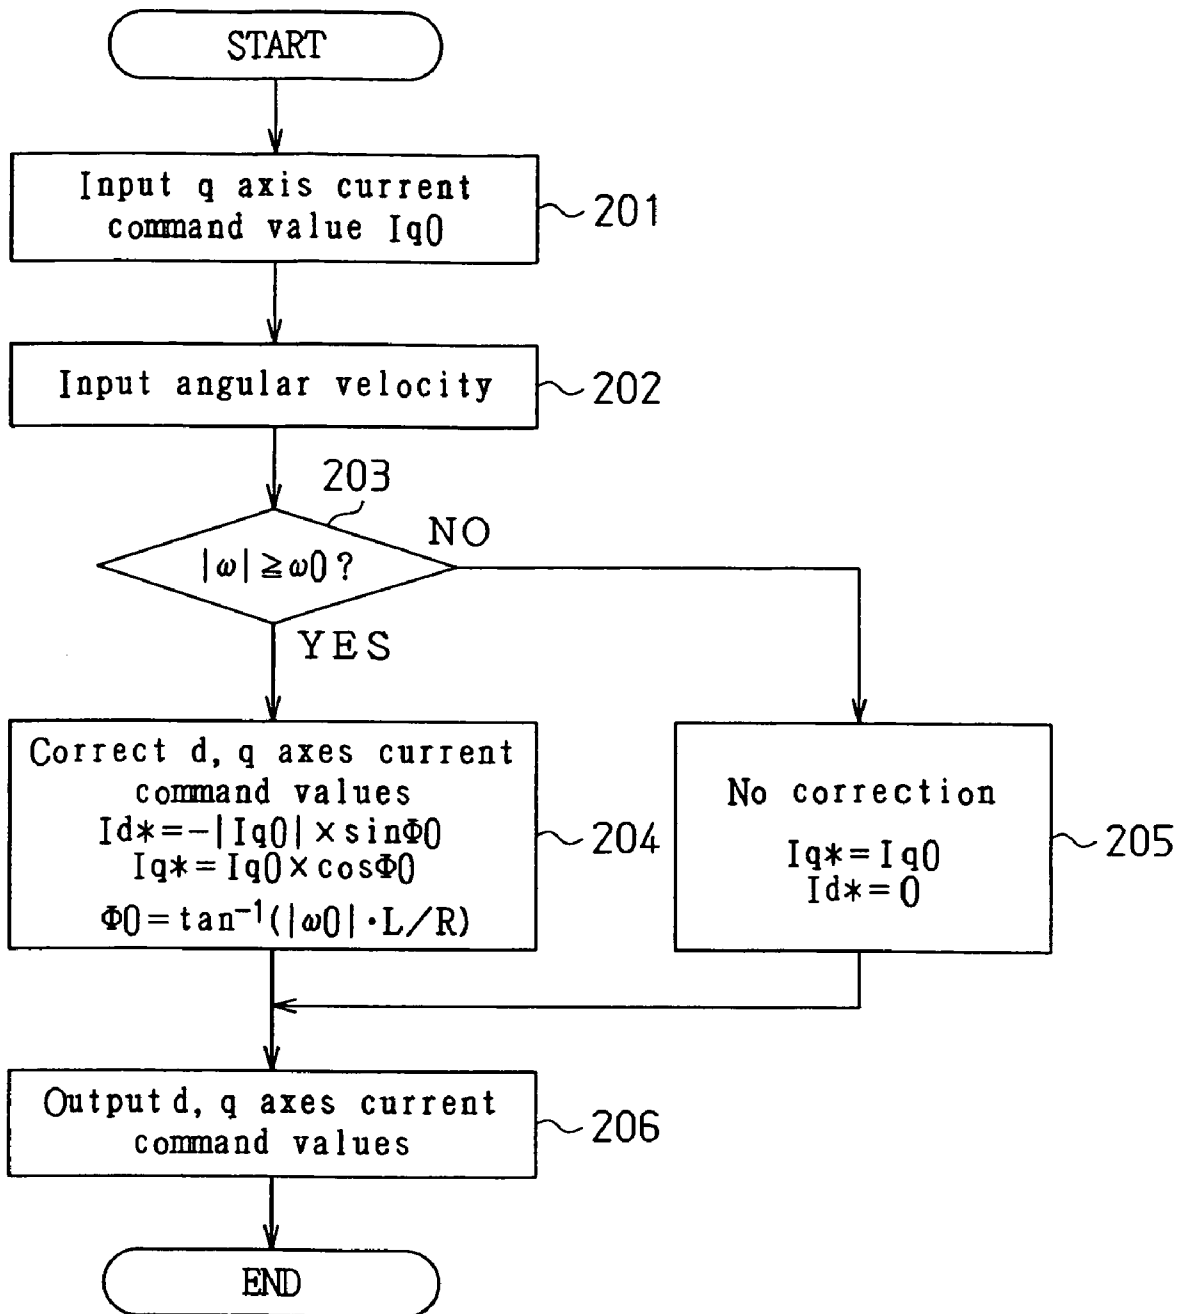 START
Input q axis current
command value Iq0
201
Input angular velocity
202
203
|ω|≧ω0?
NO
YES
Correct d, q axes current
command values
Id*=-|Iq0|×sinΦ0
Iq*=Iq0×cosΦ0
Φ0=tan⁻¹(|ω0|·L/R)
204
No correction
Iq*=Iq0
Id*=0
205
Output d, q axes current
command values
206
END